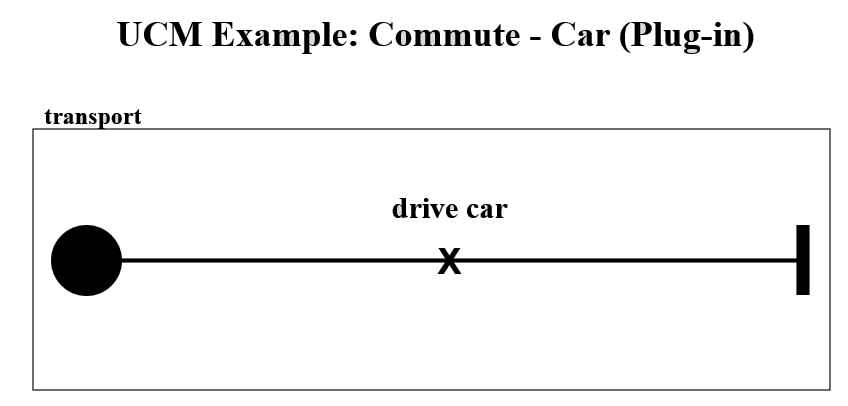 UCM Example: Commute - Car (Plug-in)
transport
drive car
X